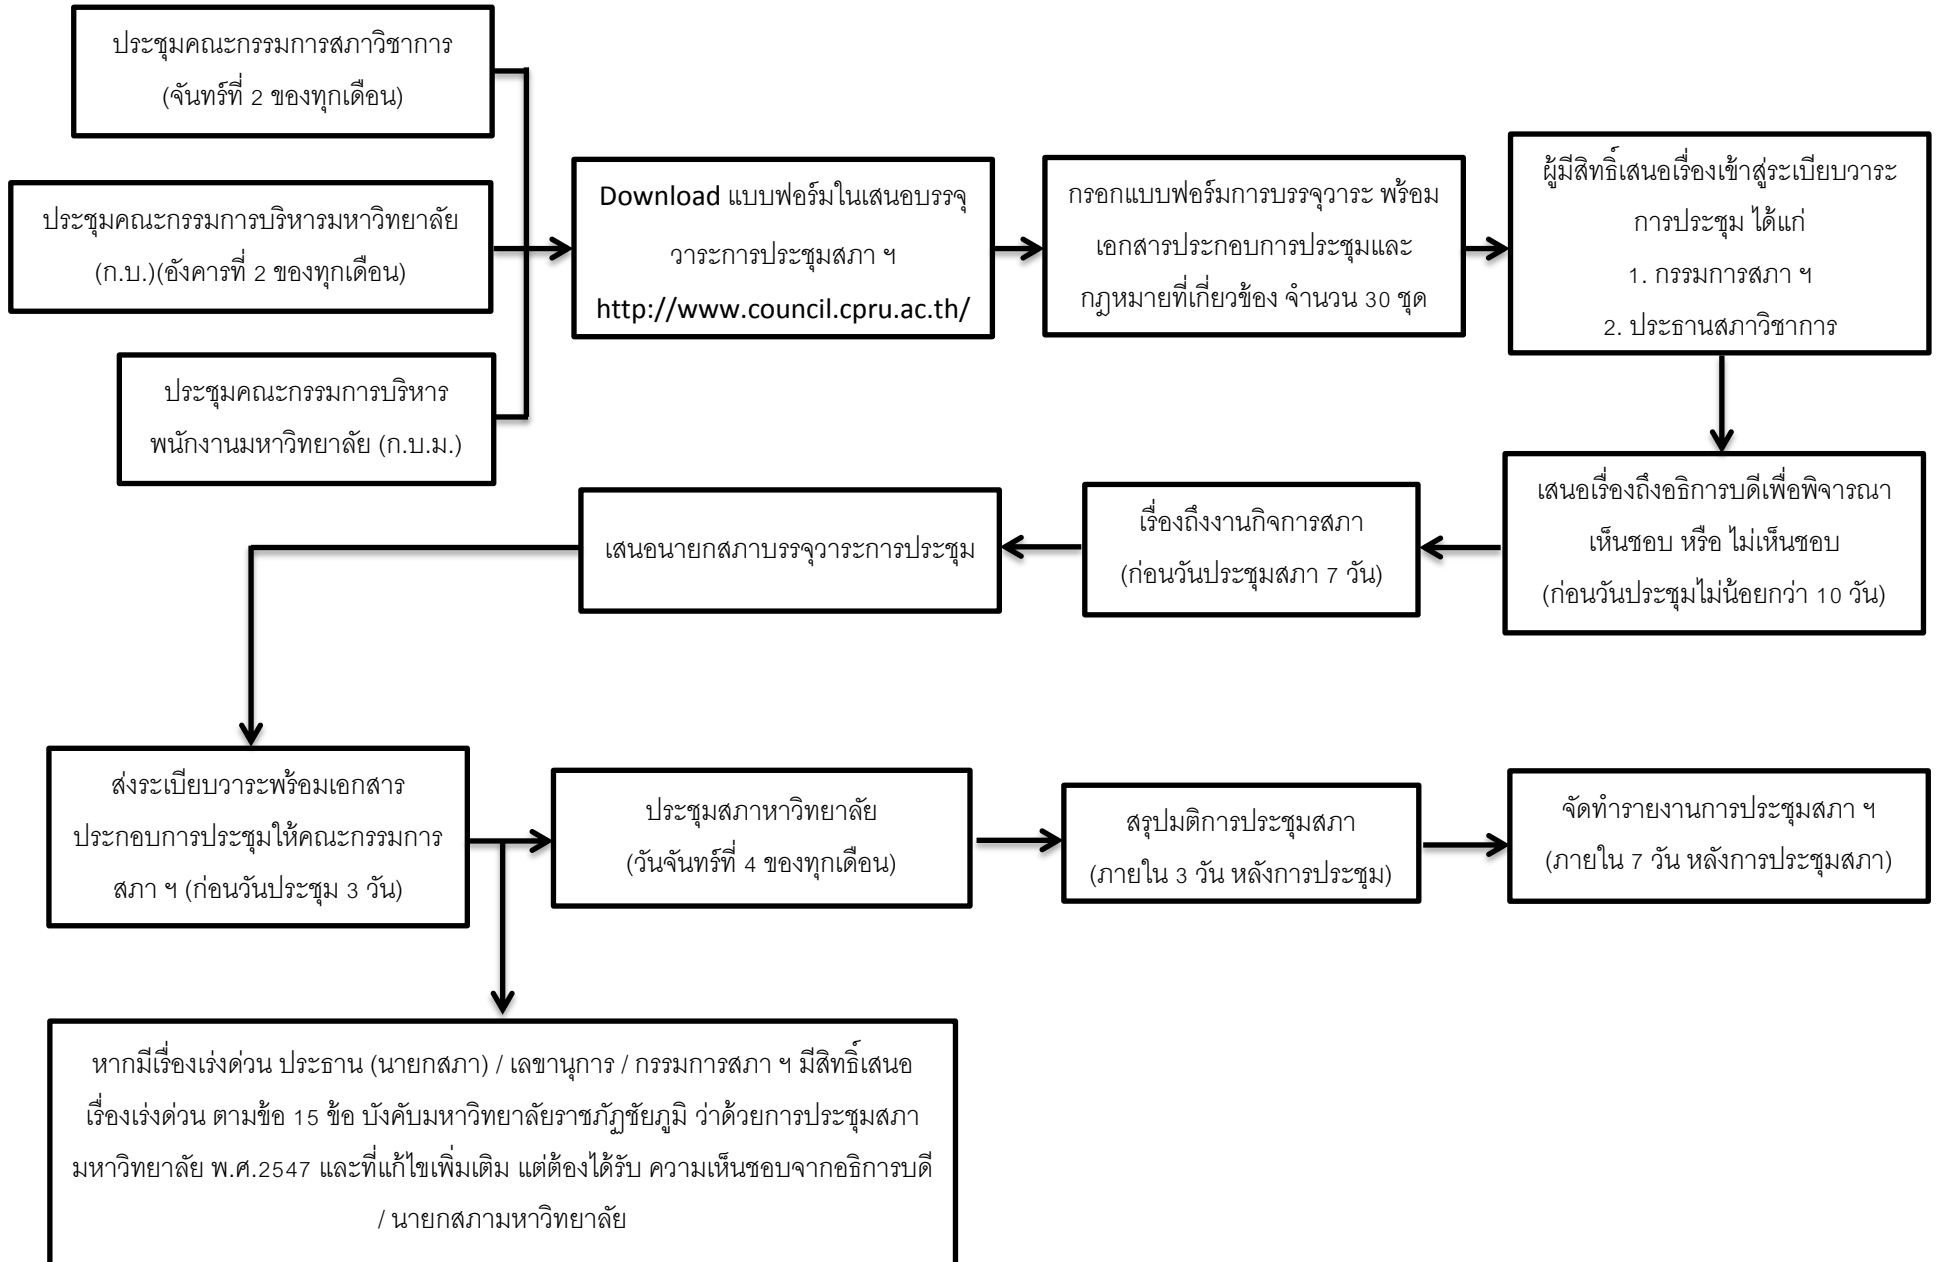 ประชุมคณะกรรมการสภาวิชาการ
(จันทร์ที่ 2 ของทุกเดือน)
ประชุมคณะกรรมการบริหารมหาวิทยาลัย
(ก.บ.)(อังคารที่ 2 ของทุกเดือน)
ประชุมคณะกรรมการบริหาร
พนักงานมหาวิทยาลัย (ก.บ.ม.)
Download แบบฟอร์มในเสนอบรรจุ
วาระการประชุมสภา ฯ
http://www.council.cpru.ac.th/
กรอกแบบฟอร์มการบรรจุวาระ พร้อม
เอกสารประกอบการประชุมและ
กฎหมายที่เกี่ยวข้อง จำนวน 30 ชุด
ผู้มีสิทธิ์เสนอเรื่องเข้าสู่ระเบียบวาระ
การประชุม ได้แก่
1. กรรมการสภา ฯ
2. ประธานสภาวิชาการ
เสนอเรื่องถึงอธิการบดีเพื่อพิจารณา
เห็นชอบ หรือ ไม่เห็นชอบ
(ก่อนวันประชุมไม่น้อยกว่า 10 วัน)
เรื่องถึงงานกิจการสภา
(ก่อนวันประชุมสภา 7 วัน)
เสนอนายกสภาบรรจุวาระการประชุม
ส่งระเบียบวาระพร้อมเอกสาร
ประกอบการประชุมให้คณะกรรมการ
สภา ฯ (ก่อนวันประชุม 3 วัน)
ประชุมสภาหาวิทยาลัย
(วันจันทร์ที่ 4 ของทุกเดือน)
สรุปมติการประชุมสภา
(ภายใน 3 วัน หลังการประชุม)
จัดทำรายงานการประชุมสภา ฯ
(ภายใน 7 วัน หลังการประชุมสภา)
หากมีเรื่องเร่งด่วน ประธาน (นายกสภา) / เลขานุการ / กรรมการสภา ฯ มีสิทธิ์เสนอ
เรื่องเร่งด่วน ตามข้อ 15 ข้อ บังคับมหาวิทยาลัยราชภัฏชัยภูมิ ว่าด้วยการประชุมสภา
มหาวิทยาลัย พ.ศ.2547 และที่แก้ไขเพิ่มเติม แต่ต้องได้รับ ความเห็นชอบจากอธิการบดี
/ นายกสภามหาวิทยาลัย